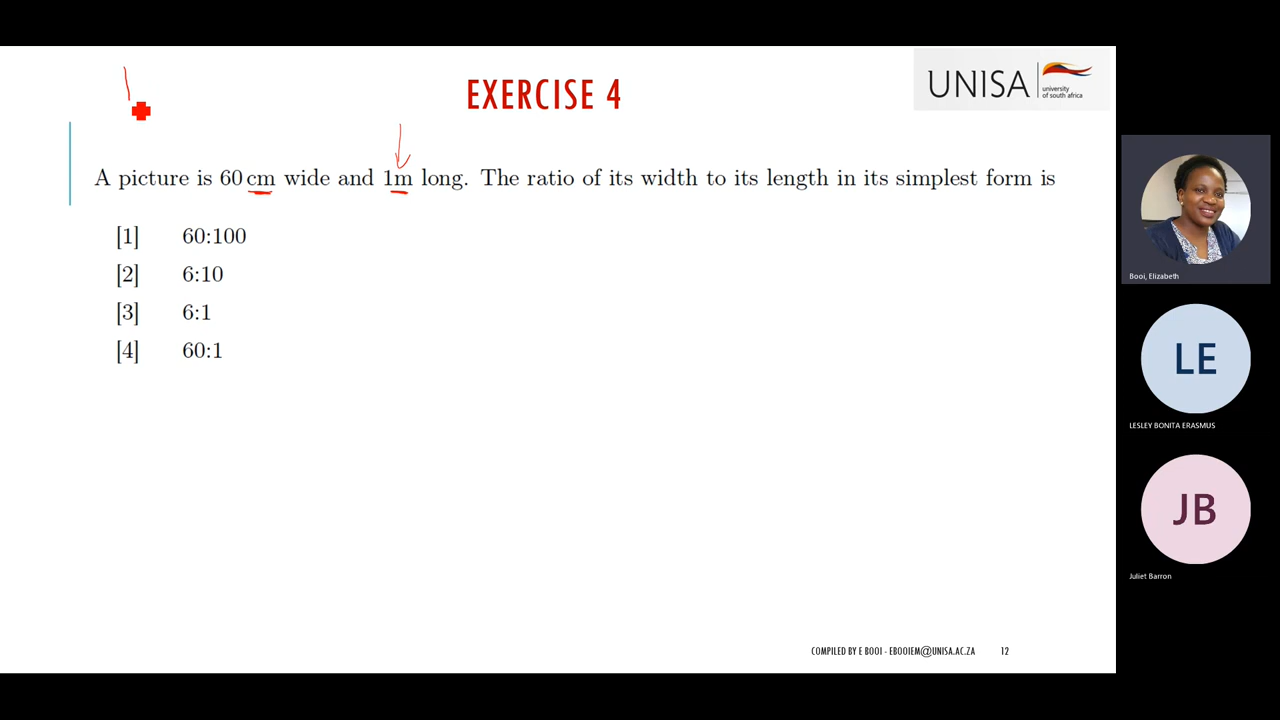 EXERCISE 4
UNISA
university
of south africa
A picture is 60 cm wide and 1m long. The ratio of its width to its length in its simplest form is
[1] 60:100
[2] 6:10
[3] 6:1
[4] 60:1
COMPILED BY E BOOI - EBOOIEM@UNISA.AC.ZA 12
Booi, Elizabeth
LE
LESLEY BONITA ERASMUS
JB
Juliet Barron